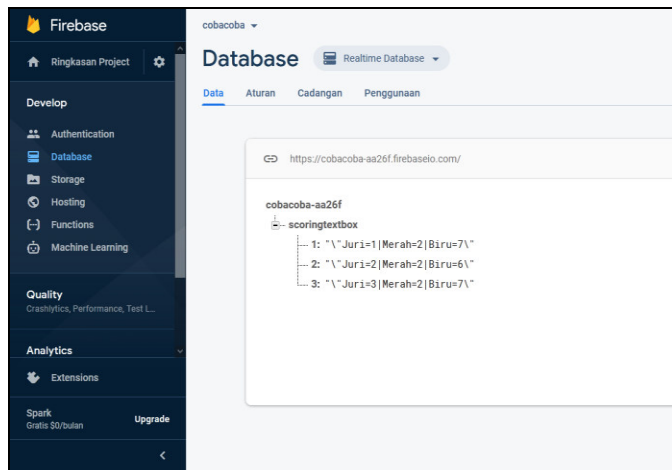 Firebase
Ringkasan Project
Develop
Authentication
Database
Storage
Hosting
Functions
Machine Learning
Quality
Crashlytics, Performance, Test L...
Analytics
Extensions
Spark
Gratis $0/bulan
Upgrade
cobacoba
Database
Realtime Database
Data Aturan Cadangan Penggunaan
https://cobacoba-aa26f.firebaseio.com/
cobacoba-aa26f
scoringtextbox
1: "\"Juri=1|Merah=2|Biru=7\"
2: "\"Juri=2|Merah=2|Biru=6\"
3: "\"Juri=3|Merah=2|Biru=7\"